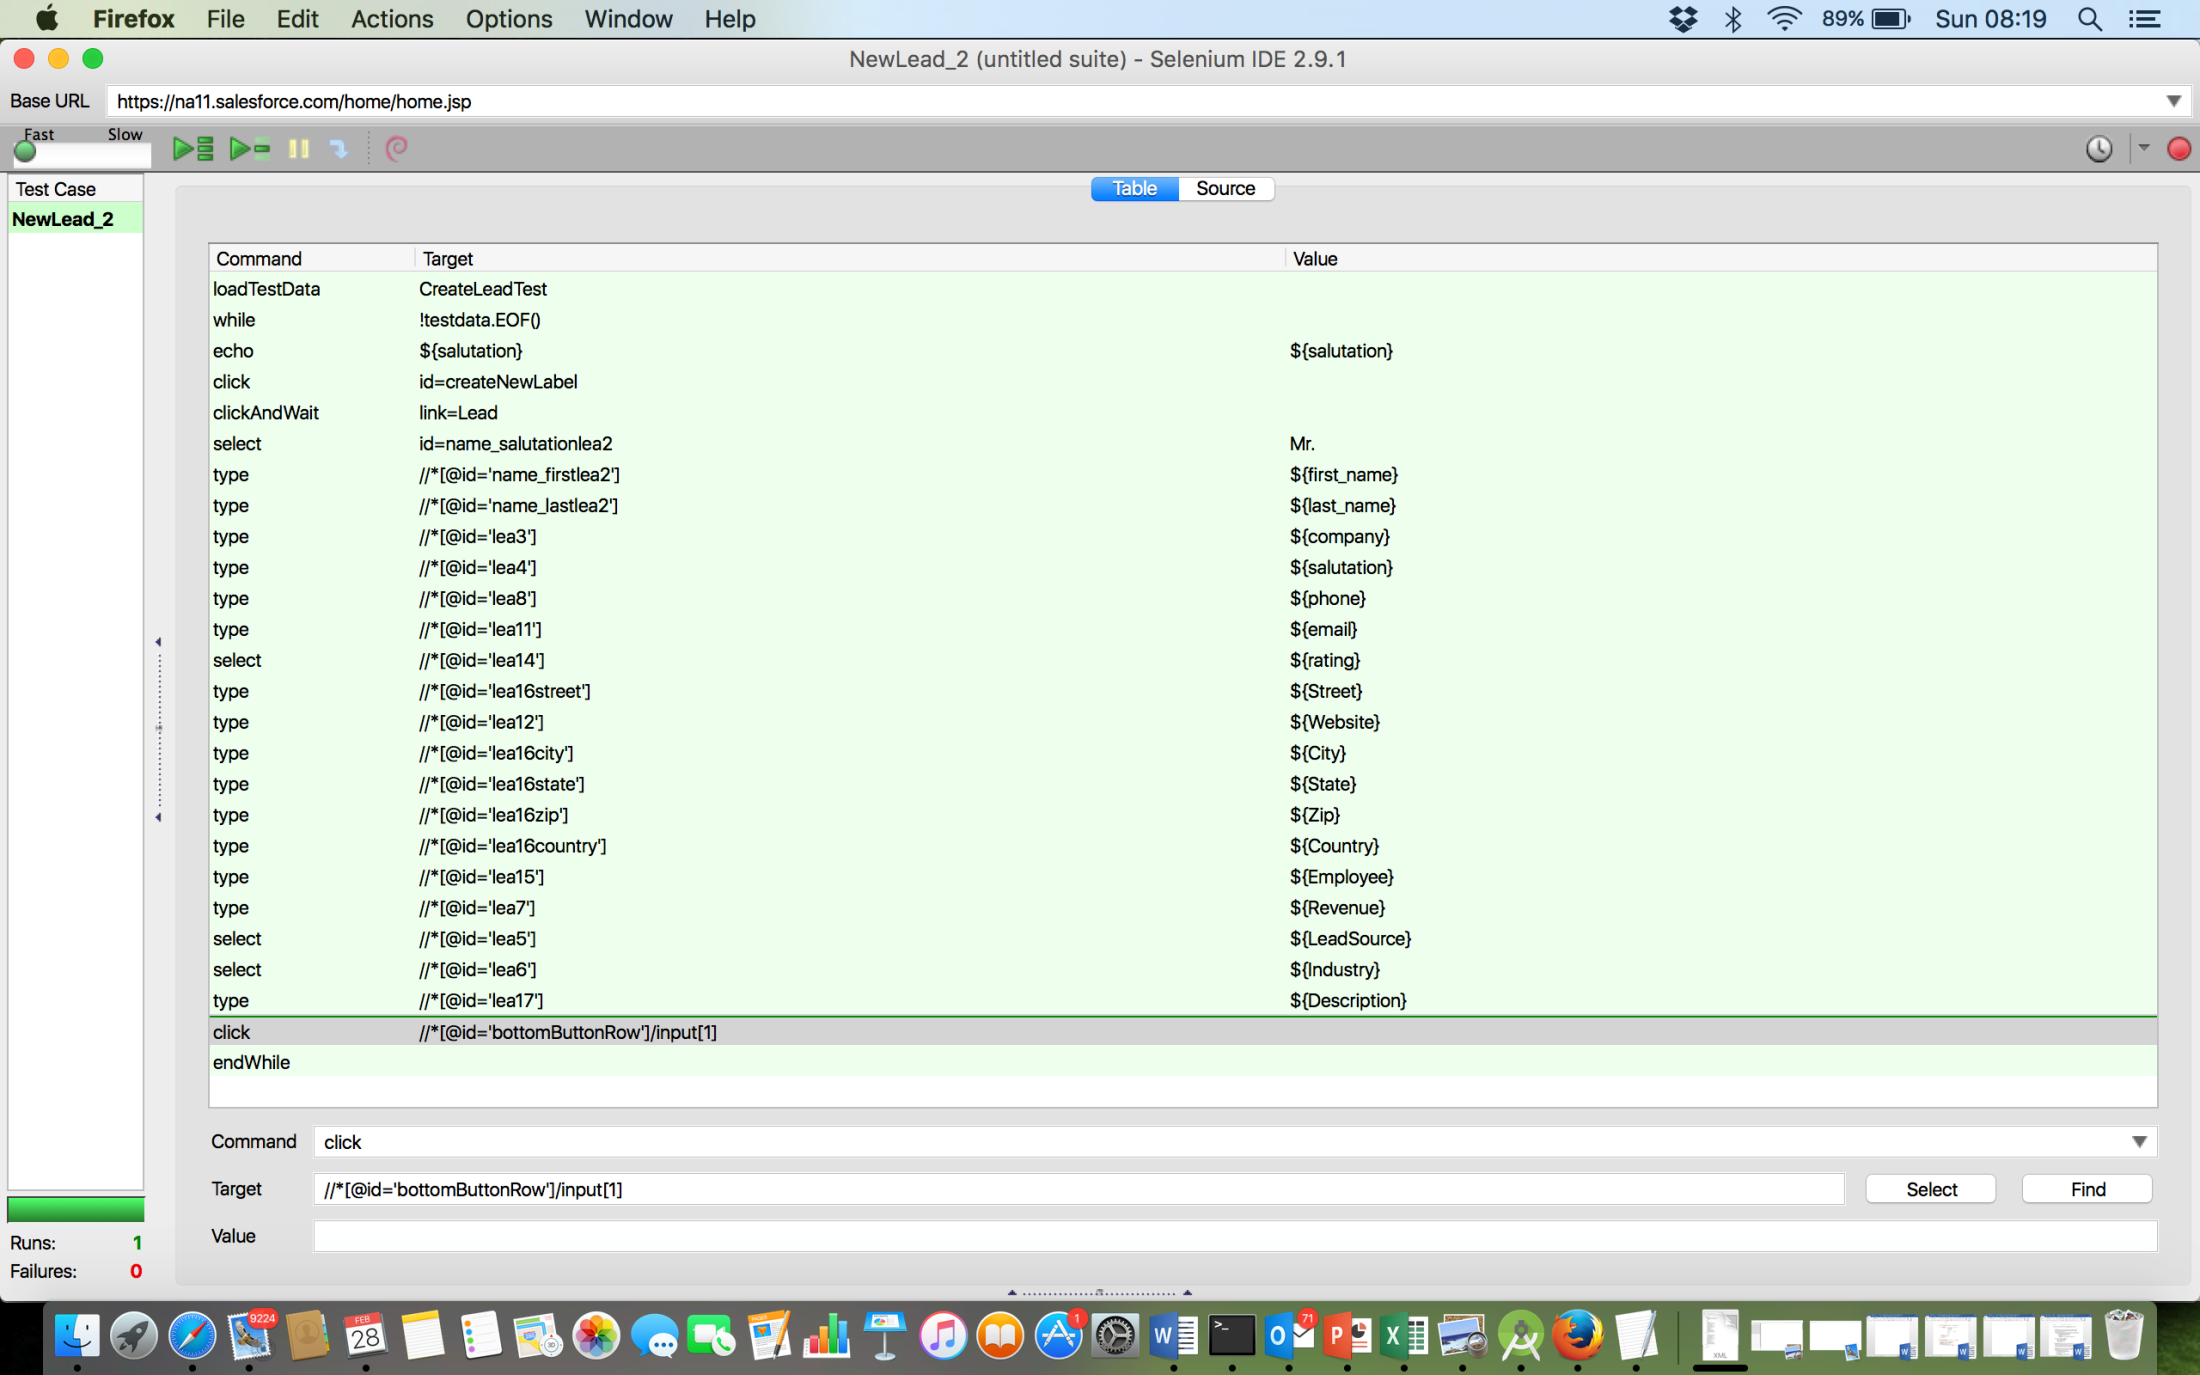 Firefox File Edit Actions Options Window Help 89% Sun 08:19
NewLead_2 (untitled suite) - Selenium IDE 2.9.1
Base URL https://na11.salesforce.com/home/home.jsp
Fast Slow
Test Case
NewLead_2
Table Source
Command Target Value
loadTestData CreateLeadTest
while !testdata.EOF()
echo ${salutation} ${salutation}
click id=createNewLabel
clickAndWait link=Lead
select id=name_salutationlea2 Mr.
type //*[@id='name_firstlea2'] ${first_name}
type //*[@id='name_lastlea2'] ${last_name}
type //*[@id='lea3'] ${company}
type //*[@id='lea4'] ${salutation}
type //*[@id='lea8'] ${phone}
type //*[@id='lea11'] ${email}
select //*[@id='lea14'] ${rating}
type //*[@id='lea16street'] ${Street}
type //*[@id='lea12'] ${Website}
type //*[@id='lea16city'] ${City}
type //*[@id='lea16state'] ${State}
type //*[@id='lea16zip'] ${Zip}
type //*[@id='lea16country'] ${Country}
type //*[@id='lea15'] ${Employee}
type //*[@id='lea7'] ${Revenue}
select //*[@id='lea5'] ${LeadSource}
select //*[@id='lea6'] ${Industry}
type //*[@id='lea17'] ${Description}
click //*[@id='bottomButtonRow']/input[1]
endWhile
Command click
Target //*[@id='bottomButtonRow']/input[1] Select Find
Value
Runs: 1
Failures: 0
9224 FEB 28 1 71
XML